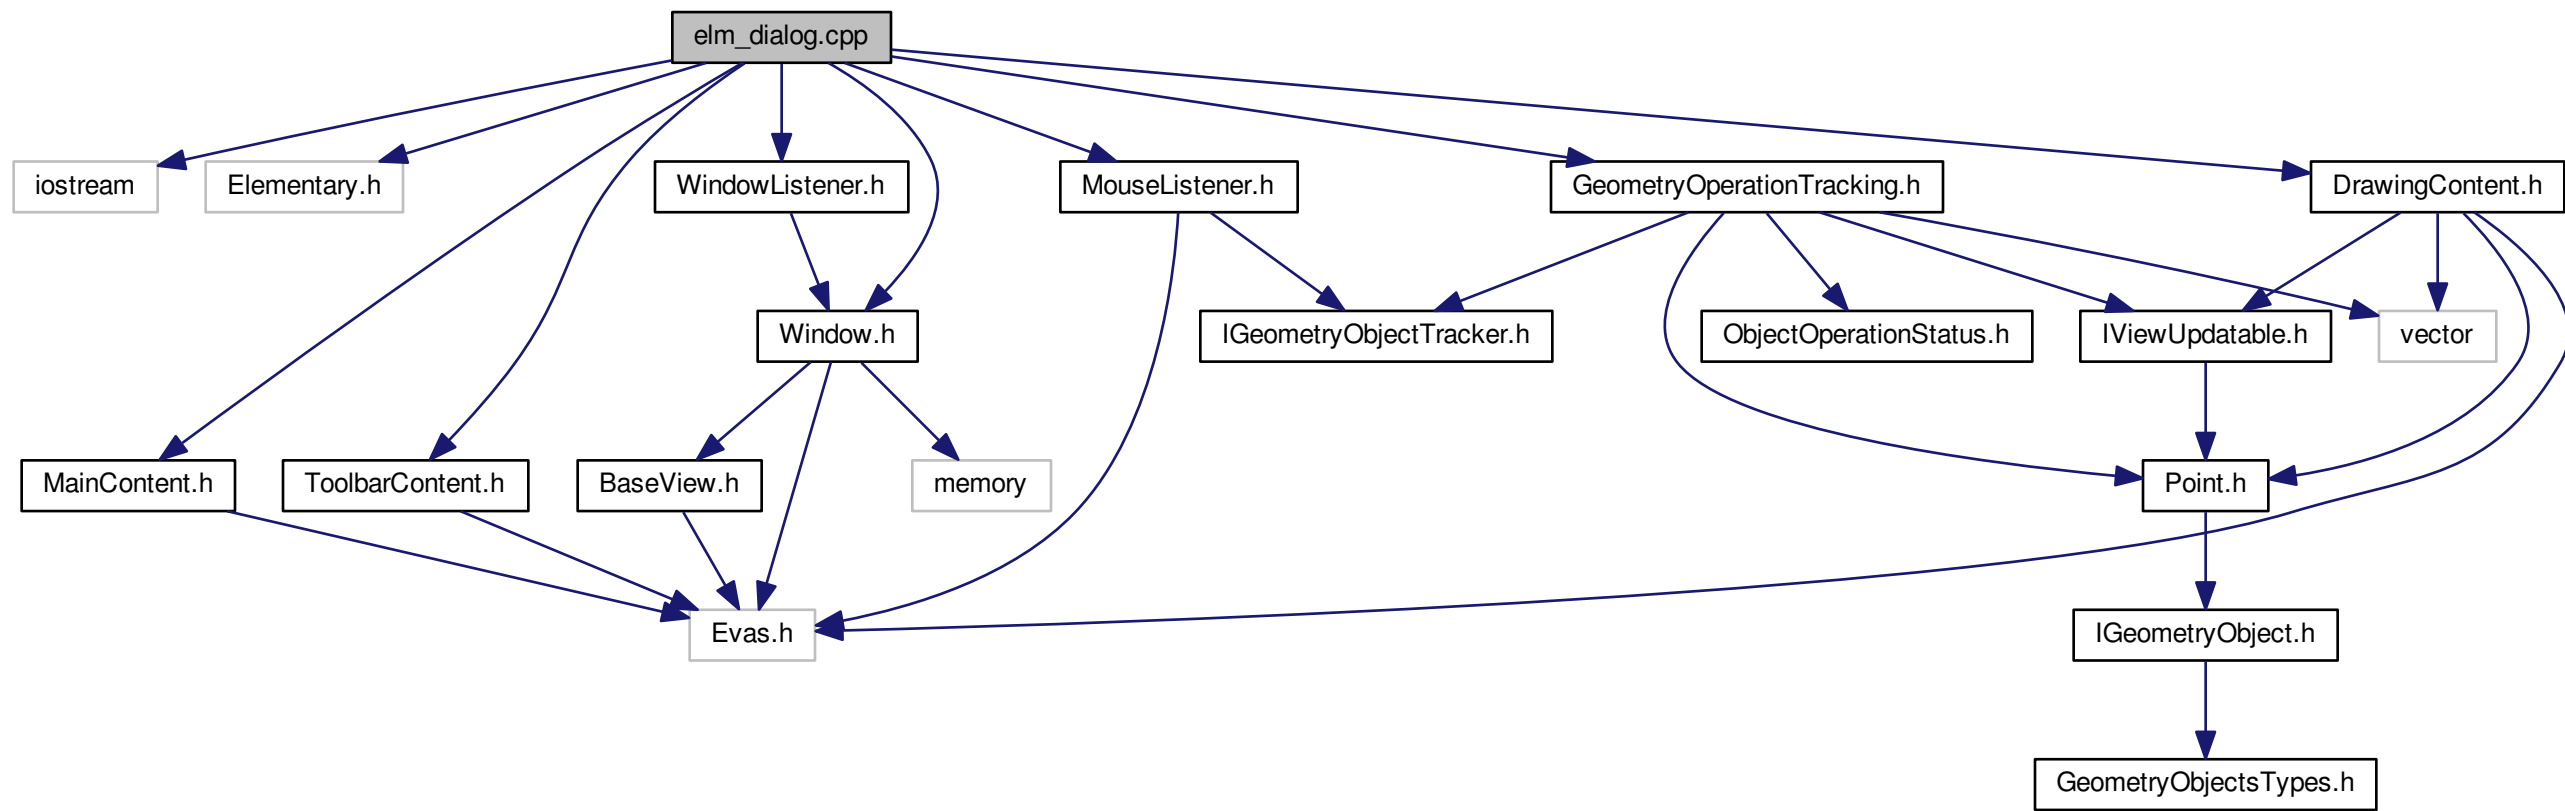 elm_dialog.cpp
iostream
Elementary.h
WindowListener.h
MouseListener.h
GeometryOperationTracking.h
DrawingContent.h
Window.h
IGeometryObjectTracker.h
ObjectOperationStatus.h
IViewUpdatable.h
vector
MainContent.h
ToolbarContent.h
BaseView.h
memory
Point.h
Evas.h
IGeometryObject.h
GeometryObjectsTypes.h